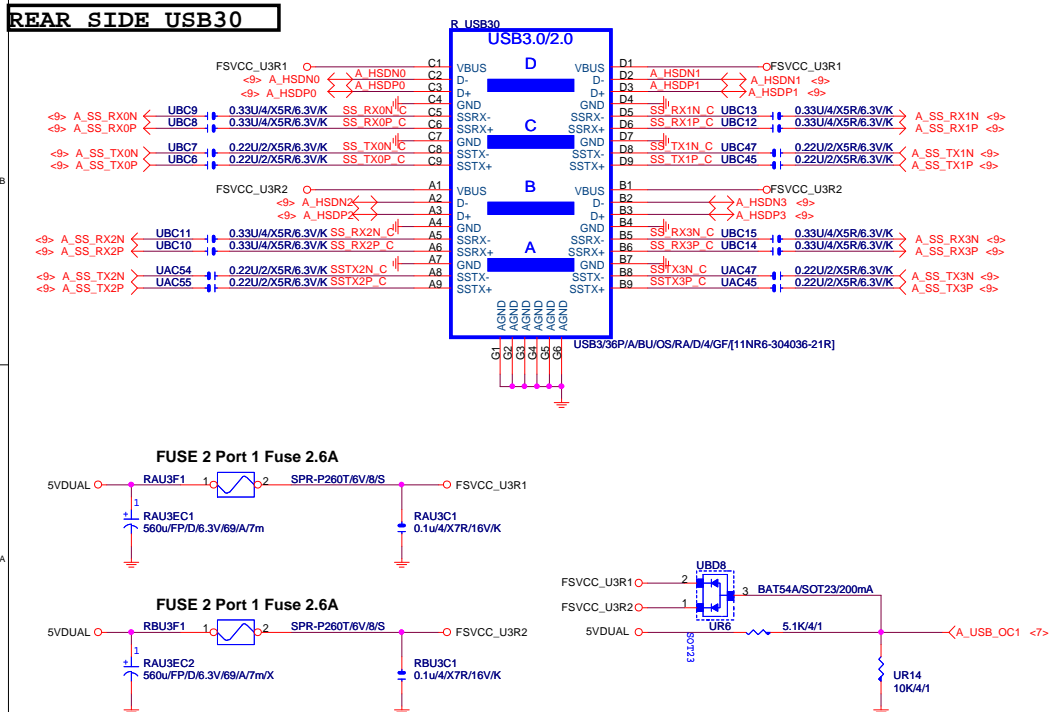 REAR SIDE USB30
R_USB30
USB3.0/2.0
FSVCC_U3R1 C1 VBUS D VBUS D1 FSVCC_U3R1
<9> A_HSDN0 A_HSDN0 C2 D- D- D2 A_HSDN1 A_HSDN1 <9>
<9> A_HSDP0 A_HSDP0 C3 D+ D+ D3 A_HSDP1 A_HSDP1 <9>
C4 GND GND D4
<9> A_SS_RX0N UBC9 0.33U/4/X5R/6.3V/K SS_RX0N_C C5 SSRX- SSRX- D5 SS_RX1N_C UBC13 0.33U/4/X5R/6.3V/K A_SS_RX1N <9>
<9> A_SS_RX0P UBC8 0.33U/4/X5R/6.3V/K SS_RX0P_C C6 SSRX+ C SSRX+ D6 SS_RX1P_C UBC12 0.33U/4/X5R/6.3V/K A_SS_RX1P <9>
C7 GND GND D7
<9> A_SS_TX0N UBC7 0.22U/2/X5R/6.3V/K SS_TX0N_C C8 SSTX- SSTX- D8 SS_TX1N_C UBC47 0.22U/2/X5R/6.3V/K A_SS_TX1N <9>
<9> A_SS_TX0P UBC6 0.22U/2/X5R/6.3V/K SS_TX0P_C C9 SSTX+ SSTX+ D9 SS_TX1P_C UBC45 0.22U/2/X5R/6.3V/K A_SS_TX1P <9>
B
FSVCC_U3R2 A1 VBUS B VBUS B1 FSVCC_U3R2
<9> A_HSDN2 A2 D- D- B2 A_HSDN3 <9>
<9> A_HSDP2 A3 D+ D+ B3 A_HSDP3 <9>
A4 GND GND B4
<9> A_SS_RX2N UBC11 0.33U/4/X5R/6.3V/K SS_RX2N_C A5 SSRX- SSRX- B5 SS_RX3N_C UBC15 0.33U/4/X5R/6.3V/K A_SS_RX3N <9>
<9> A_SS_RX2P UBC10 0.33U/4/X5R/6.3V/K SS_RX2P_C A6 SSRX+ A SSRX+ B6 SS_RX3P_C UBC14 0.33U/4/X5R/6.3V/K A_SS_RX3P <9>
A7 GND GND B7
<9> A_SS_TX2N UAC54 0.22U/2/X5R/6.3V/K SSTX2N_C A8 SSTX- SSTX- B8 SSTX3N_C UAC47 0.22U/2/X5R/6.3V/K A_SS_TX3N <9>
<9> A_SS_TX2P UAC55 0.22U/2/X5R/6.3V/K SSTX2P_C A9 SSTX+ SSTX+ B9 SSTX3P_C UAC45 0.22U/2/X5R/6.3V/K A_SS_TX3P <9>
AGND AGND AGND AGND AGND AGND
G1 G2 G3 G4 G5 G6
USB3/36P/A/BU/OS/RA/D/4/GF/[11NR6-304036-21R]
FUSE 2 Port 1 Fuse 2.6A
5VDUAL RAU3F1 1 2 SPR-P260T/6V/8/S FSVCC_U3R1
1
+
RAU3EC1
560u/FP/D/6.3V/69/A/7m
RAU3C1
0.1u/4/X7R/16V/K
A
FUSE 2 Port 1 Fuse 2.6A
5VDUAL RBU3F1 1 2 SPR-P260T/6V/8/S FSVCC_U3R2
1
+
RAU3EC2
560u/FP/D/6.3V/69/A/7m/X
RBU3C1
0.1u/4/X7R/16V/K
UBD8
FSVCC_U3R1 2
3 BAT54A/SOT23/200mA
FSVCC_U3R2 1
5VDUAL UR6 5.1K/4/1 A_USB_OC1 <7>
SOT23
UR14
10K/4/1